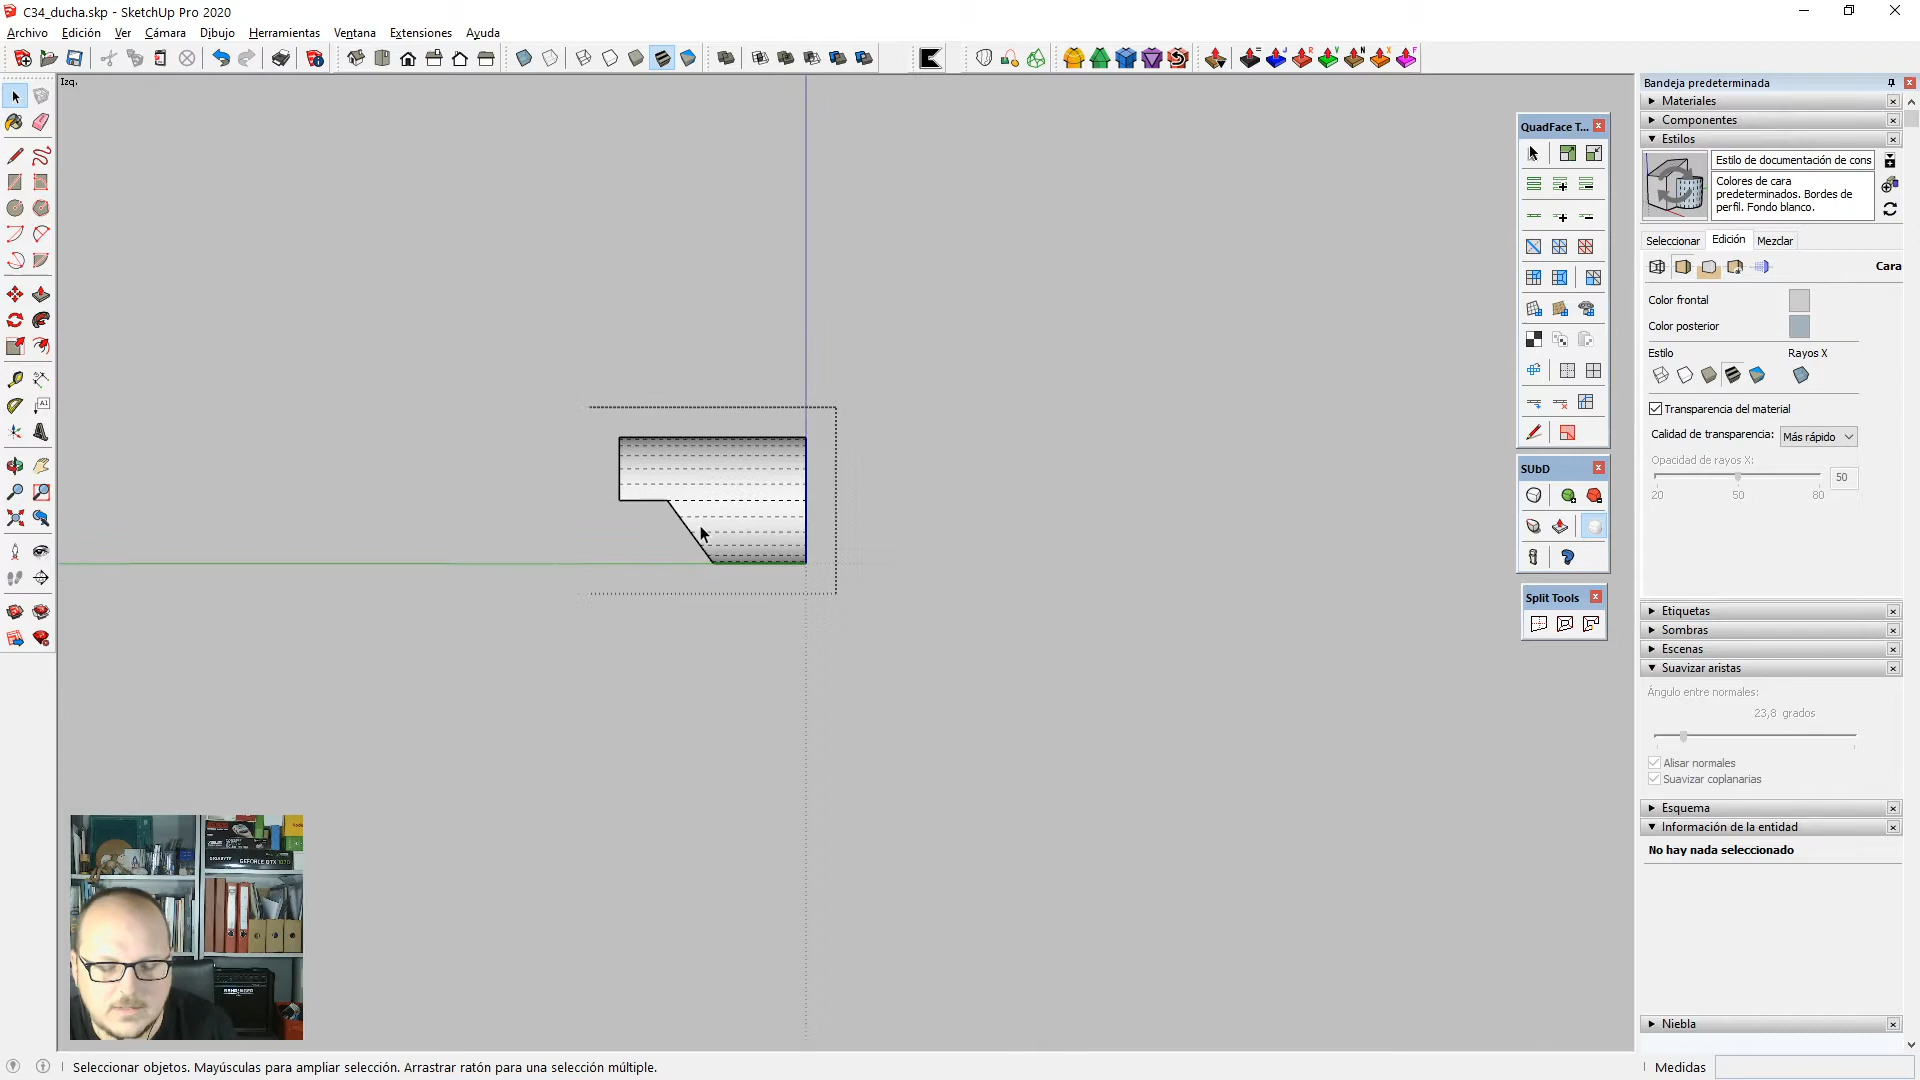 C34_ducha.skp - SketchUp Pro 2020
Archivo Edición Ver Cámara Dibujo Herramientas Ventana Extensiones Ayuda
Izq.
Bandeja predeterminada
Materiales
Componentes
Estilos
Estilo de documentación de cons
Colores de cara
predeterminados. Bordes de
perfil. Fondo blanco.
Seleccionar Edición Mezclar
Cara
Color frontal
Color posterior
Estilo Rayos X
Transparencia del material
Calidad de transparencia: Más rápido
Opacidad de rayos X:
50
20 50 80
Etiquetas
Sombras
Escenas
Suavizar aristas
Ángulo entre normales:
23,8 grados
Alisar normales
Suavizar coplanarias
Esquema
Información de la entidad
No hay nada seleccionado
Niebla
QuadFace T...
SUbD
Split Tools
GIGABYTE
GEFORCE GTX 1070
Seleccionar objetos. Mayúsculas para ampliar selección. Arrastrar ratón para una selección múltiple.
Medidas